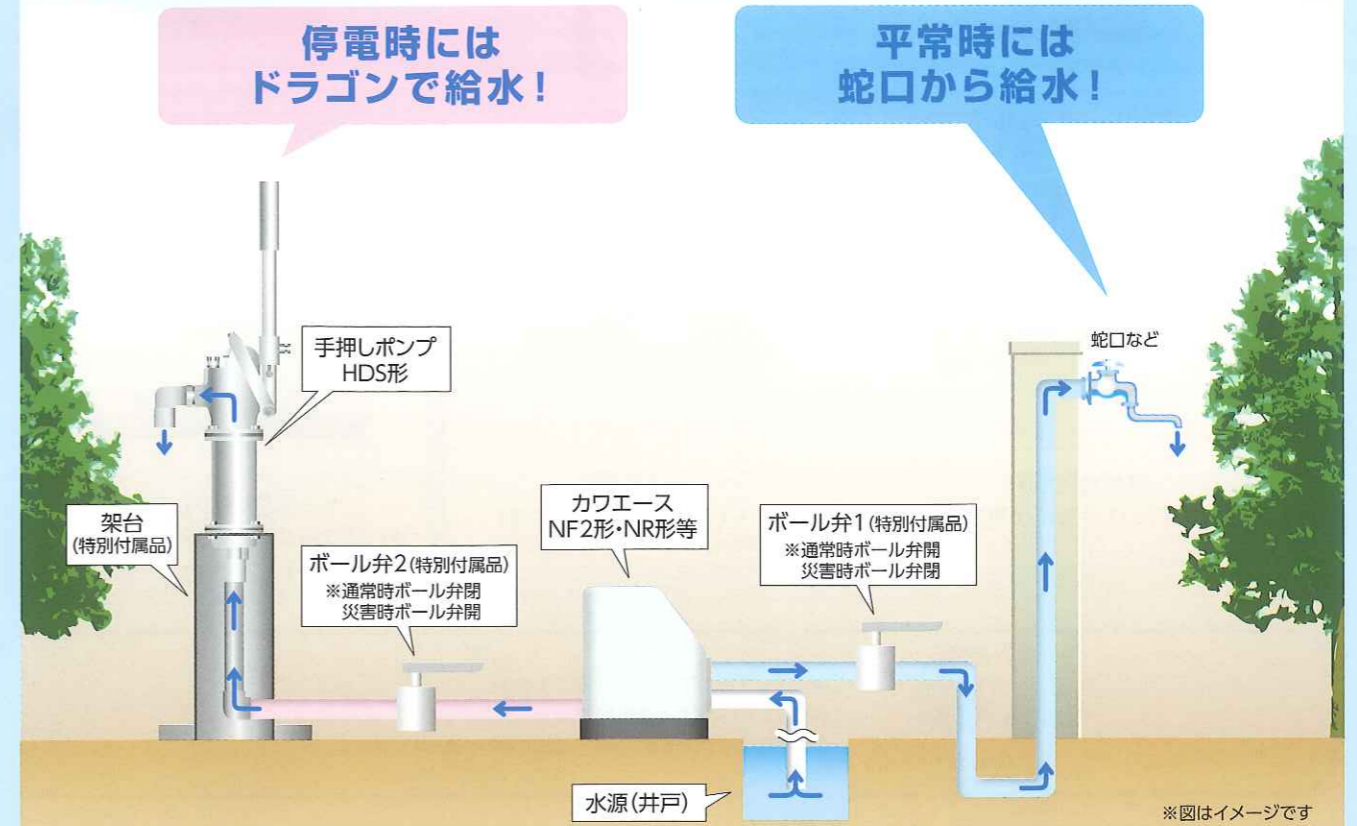 停電時には
ドラゴンで給水！
平常時には
蛇口から給水！
手押しポンプ
HDS形
蛇口など
架台
(特別付属品)
ボール弁2(特別付属品)
※通常時ボール弁閉
災害時ボール弁開
カワエース
NF2形・NR形等
ボール弁1(特別付属品)
※通常時ボール弁開
災害時ボール弁閉
水源(井戸)
※図はイメージです